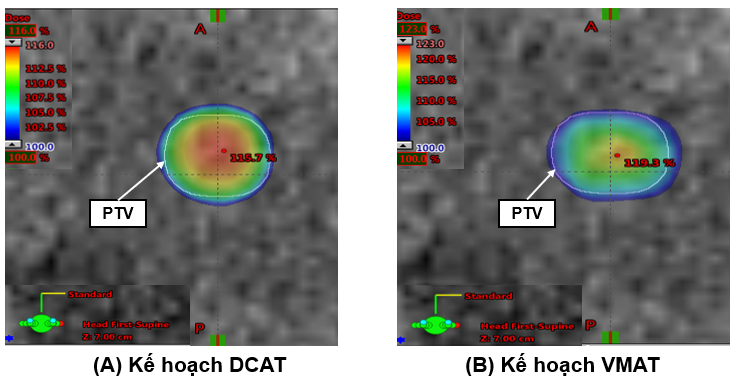 Dose
116.0 %
116.0
112.5 %
110.0 %
107.5 %
105.0 %
102.5 %
100.0
100.0 %
A
115.7 %
PTV
Standard
Head First-Supine
Z: 7.00 cm
P
(A) Kế hoạch DCAT
Dose
123.0 %
123.0
120.0 %
115.0 %
110.0 %
105.0 %
100.0
100.0 %
A
119.3 %
PTV
Standard
Head First-Supine
Z: 7.00 cm
P
(B) Kế hoạch VMAT